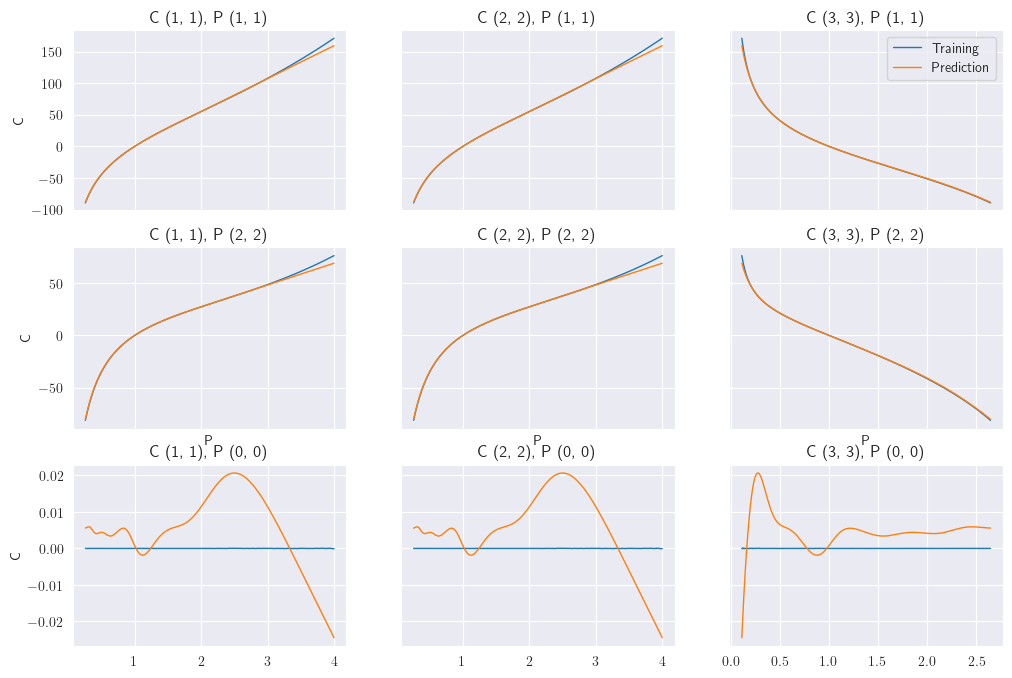 C (1, 1), P (1, 1)
C (2, 2), P (1, 1)
C (3, 3), P (1, 1)
Training
Prediction
150
100
50
0
−50
−100
C
C (1, 1), P (2, 2)
C (2, 2), P (2, 2)
C (3, 3), P (2, 2)
50
0
−50
C
P
P
P
C (1, 1), P (0, 0)
C (2, 2), P (0, 0)
C (3, 3), P (0, 0)
0.02
0.01
0.00
−0.01
−0.02
C
1 2 3 4
1 2 3 4
0.0 0.5 1.0 1.5 2.0 2.5